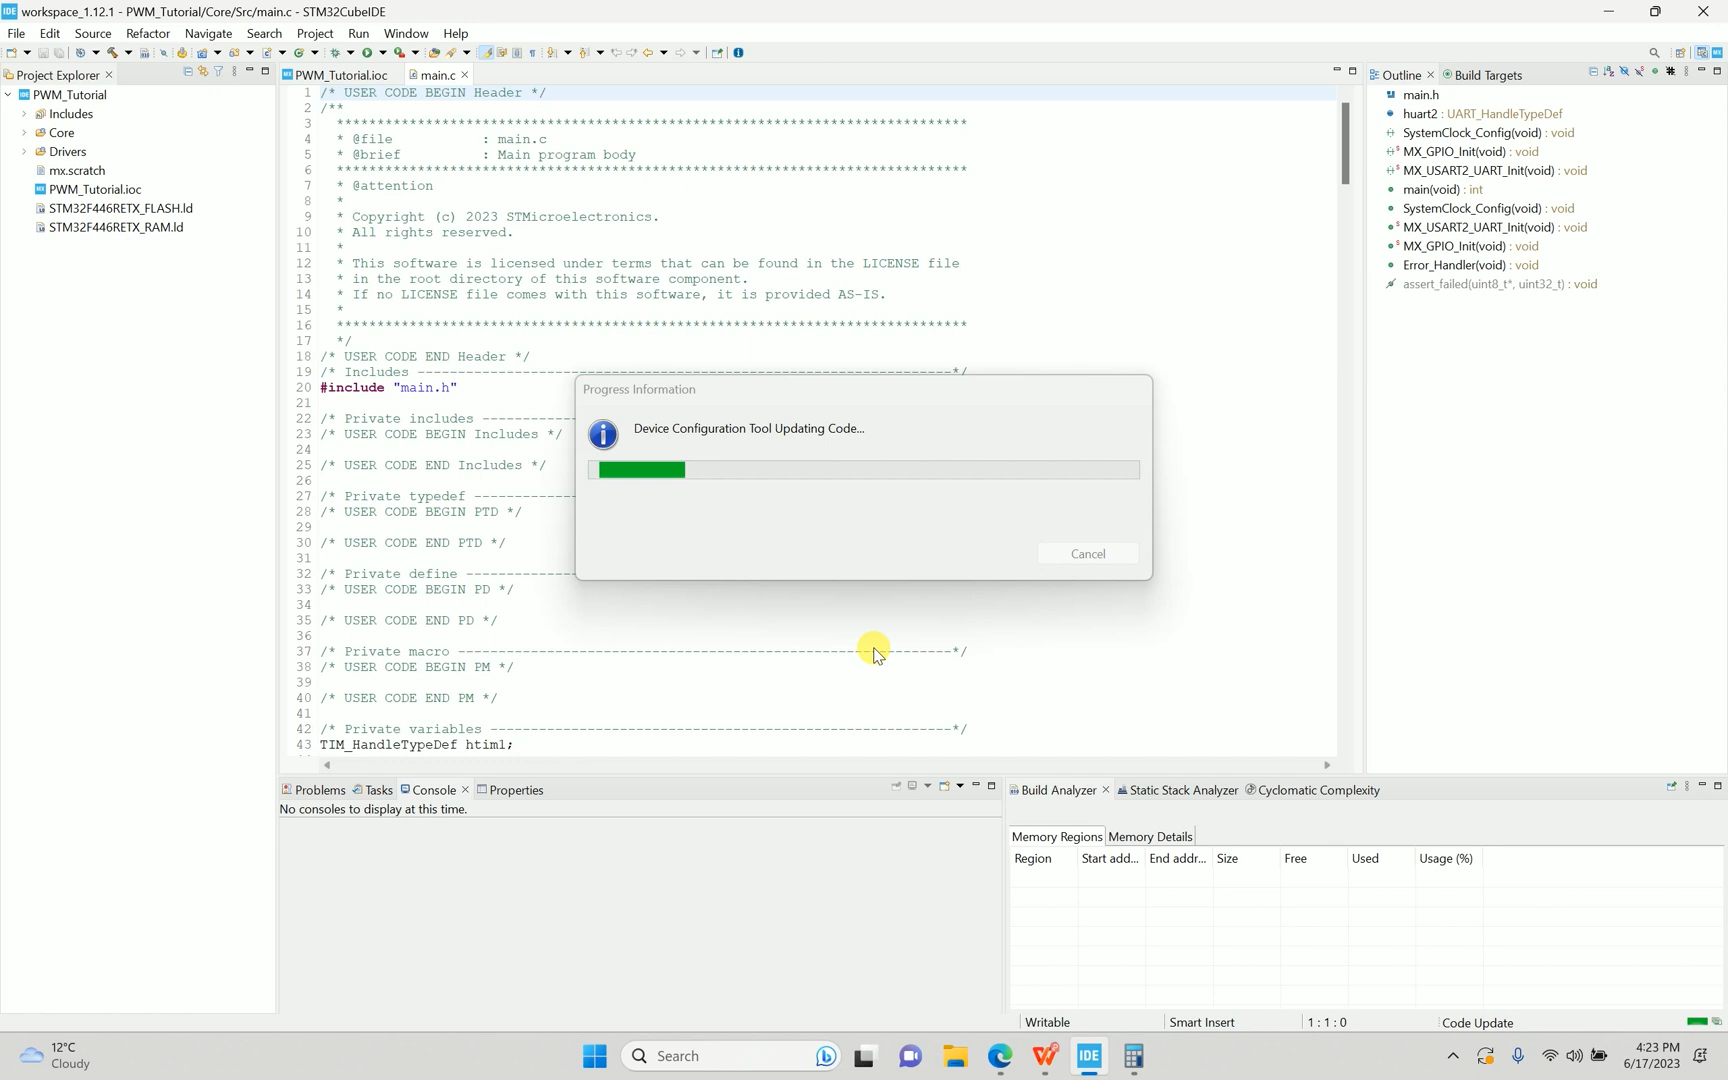 IDE workspace_1.12.1 - PWM_Tutorial/Core/Src/main.c - STM32CubeIDE
File Edit Source Refactor Navigate Search Project Run Window Help
Project Explorer
PWM_Tutorial.ioc
main.c
Outline
Build Targets
PWM_Tutorial
Includes
Core
Drivers
mx.scratch
PWM_Tutorial.ioc
STM32F446RETX_FLASH.ld
STM32F446RETX_RAM.ld
1 /* USER CODE BEGIN Header */
2 /**
3 ******************************************************************************
4 * @file : main.c
5 * @brief : Main program body
6 ******************************************************************************
7 * @attention
8 *
9 * Copyright (c) 2023 STMicroelectronics.
10 * All rights reserved.
11 *
12 * This software is licensed under terms that can be found in the LICENSE file
13 * in the root directory of this software component.
14 * If no LICENSE file comes with this software, it is provided AS-IS.
15 *
16 ******************************************************************************
17 */
18 /* USER CODE END Header */
19 /* Includes ------------------------------------------------------------------*/
20 #include "main.h"
21
22 /* Private includes -----------
23 /* USER CODE BEGIN Includes */
24
25 /* USER CODE END Includes */
26
27 /* Private typedef ------------
28 /* USER CODE BEGIN PTD */
29
30 /* USER CODE END PTD */
31
32 /* Private define -------------
33 /* USER CODE BEGIN PD */
34
35 /* USER CODE END PD */
36
37 /* Private macro -------------------------------------------------------------*/
38 /* USER CODE BEGIN PM */
39
40 /* USER CODE END PM */
41
42 /* Private variables ---------------------------------------------------------*/
43 TIM_HandleTypeDef htim1;
Progress Information
Device Configuration Tool Updating Code...
Cancel
main.h
huart2 : UART_HandleTypeDef
SystemClock_Config(void) : void
MX_GPIO_Init(void) : void
MX_USART2_UART_Init(void) : void
main(void) : int
SystemClock_Config(void) : void
MX_USART2_UART_Init(void) : void
MX_GPIO_Init(void) : void
Error_Handler(void) : void
assert_failed(uint8_t*, uint32_t) : void
Problems Tasks Console Properties
No consoles to display at this time.
Build Analyzer Static Stack Analyzer Cyclomatic Complexity
Memory Regions Memory Details
Region Start add... End addr... Size Free Used Usage (%)
Writable Smart Insert 1 : 1 : 0 Code Update
12°C
Cloudy
Search
IDE
4:23 PM
6/17/2023